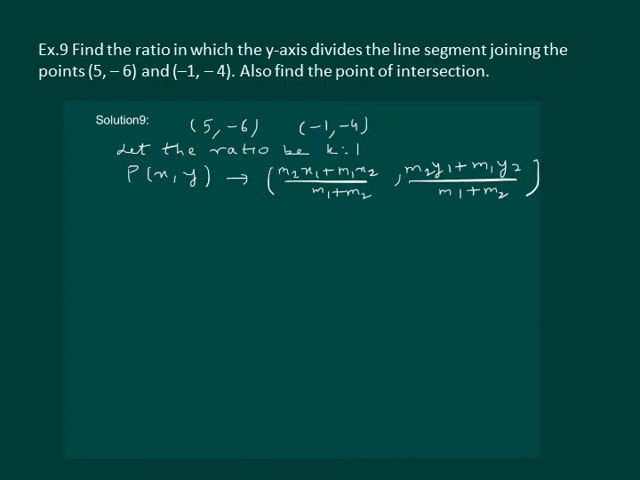 Ex.9 Find the ratio in which the y-axis divides the line segment joining the
points (5, – 6) and (–1, – 4). Also find the point of intersection.
Solution9: (5, -6) (-1, -4)
Let the ratio be k:1
P(x, y) → ( m₂x₁+m₁x₂ / m₁+m₂ , m₂y₁+m₁y₂ / m₁+m₂ )